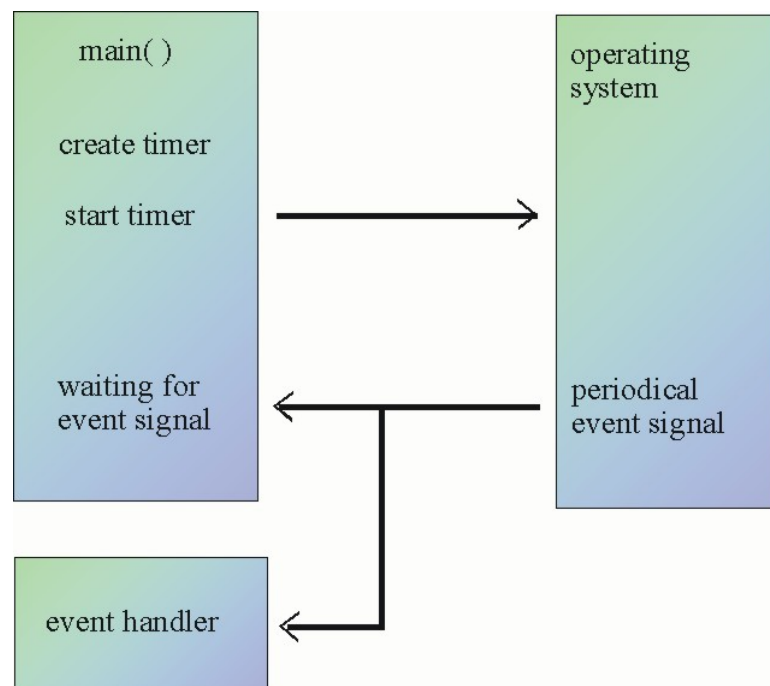 main( )
create timer
start timer
waiting for
event signal
operating
system
periodical
event signal
event handler